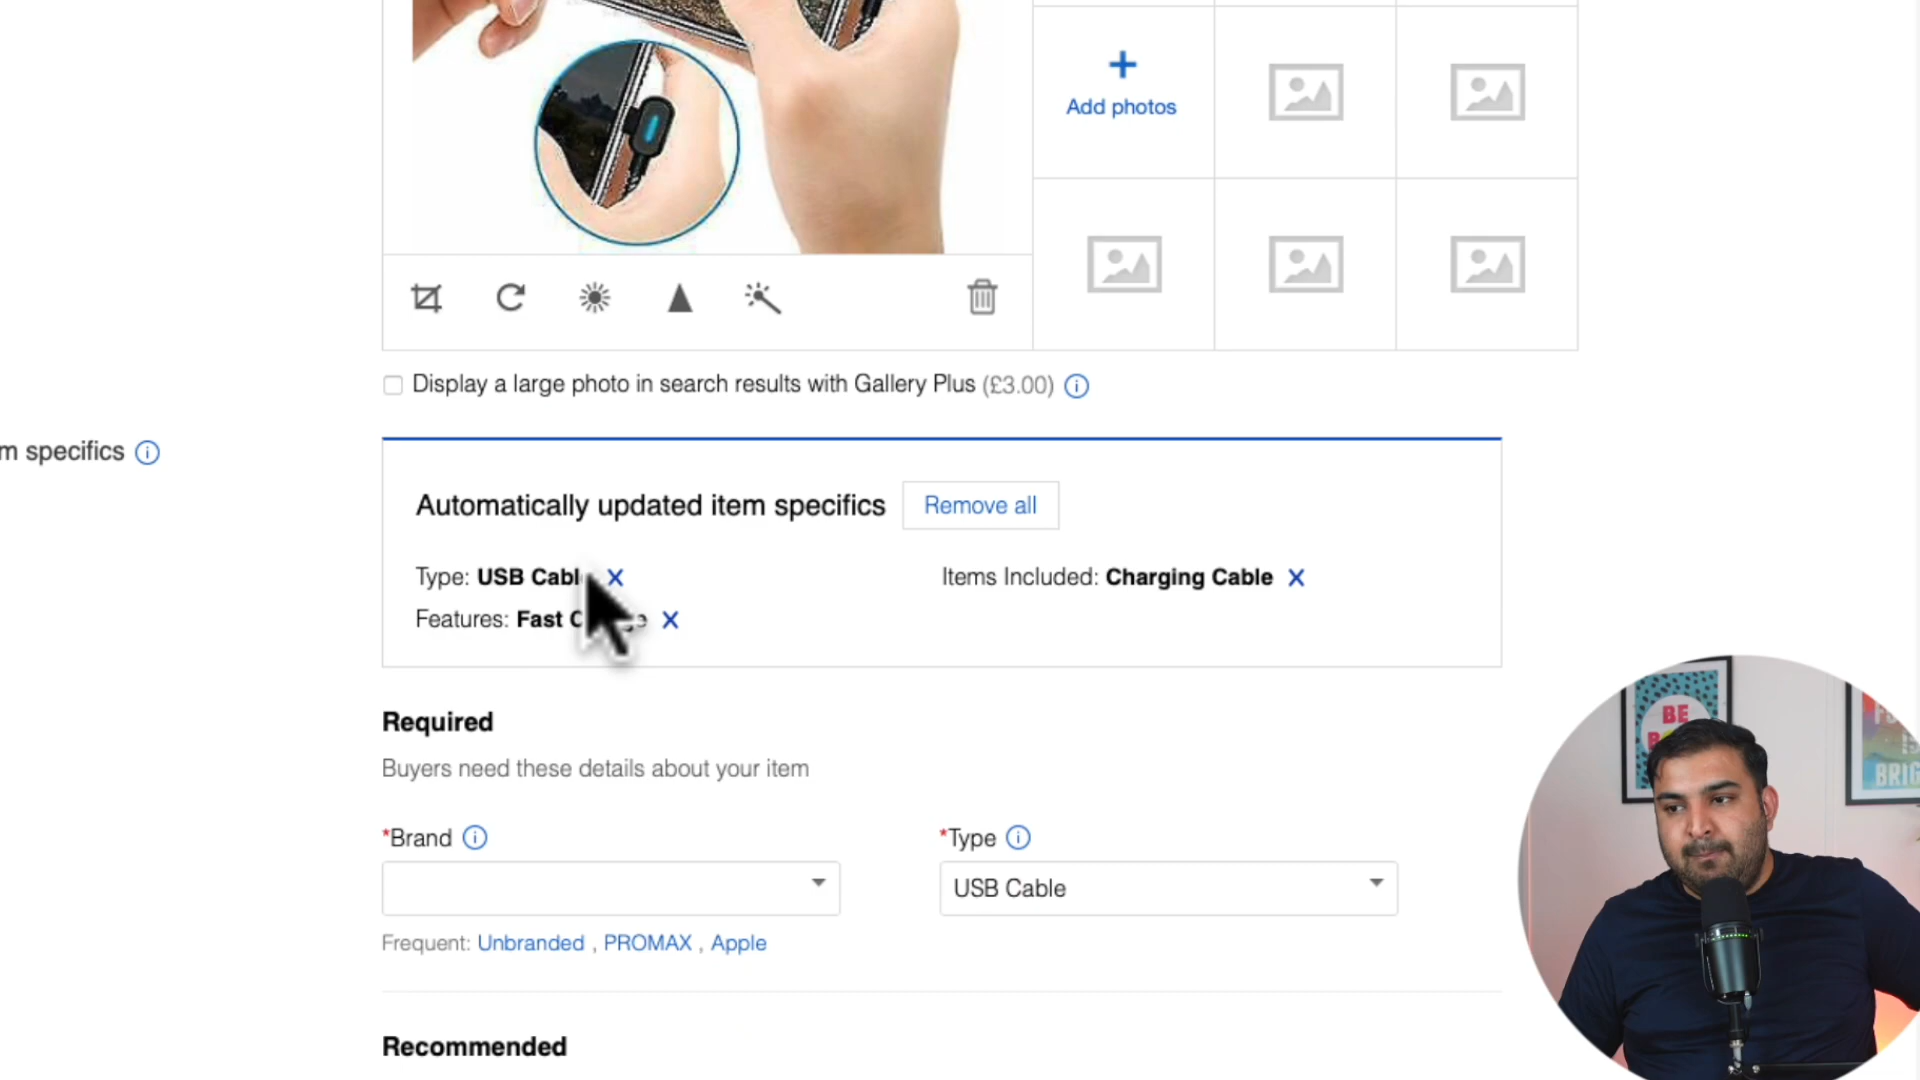 Add photos
Display a large photo in search results with Gallery Plus (£3.00)
m specifics
Automatically updated item specifics Remove all
Type: USB Cabl
Items Included: Charging Cable
Features: Fast
Required
Buyers need these details about your item
*Brand
*Type
USB Cable
Frequent: Unbranded , PROMAX , Apple
Recommended
BE